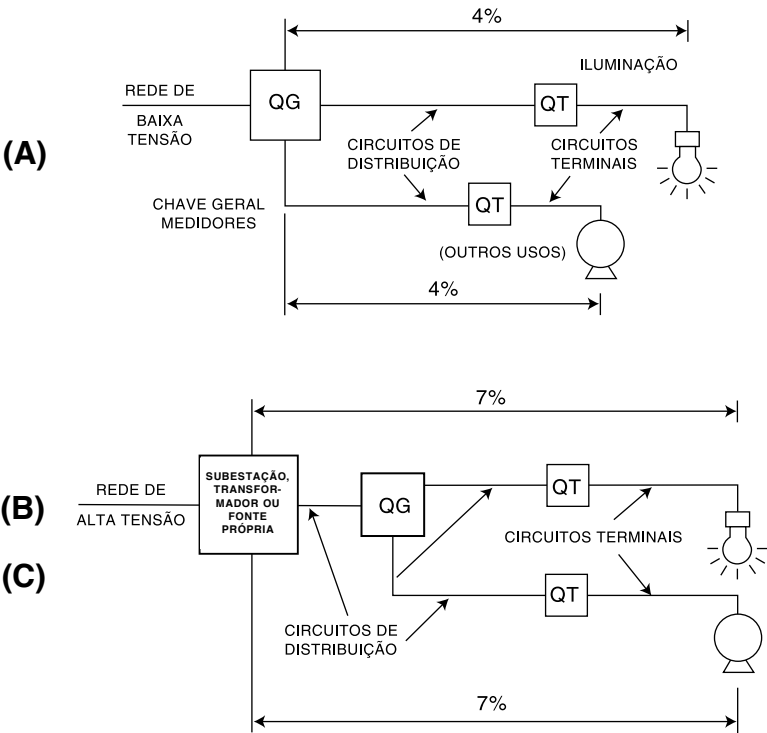 4%
ILUMINAÇÃO
REDE DE
BAIXA
TENSÃO
QG
QT
(A)
CIRCUITOS DE
DISTRIBUIÇÃO
CIRCUITOS
TERMINAIS
CHAVE GERAL
MEDIDORES
QT
(OUTROS USOS)
4%
7%
(B)
(C)
REDE DE
ALTA TENSÃO
SUBESTAÇÃO,
TRANSFOR-
MADOR OU
FONTE
PRÓPRIA
QG
QT
CIRCUITOS TERMINAIS
QT
CIRCUITOS DE
DISTRIBUIÇÃO
7%